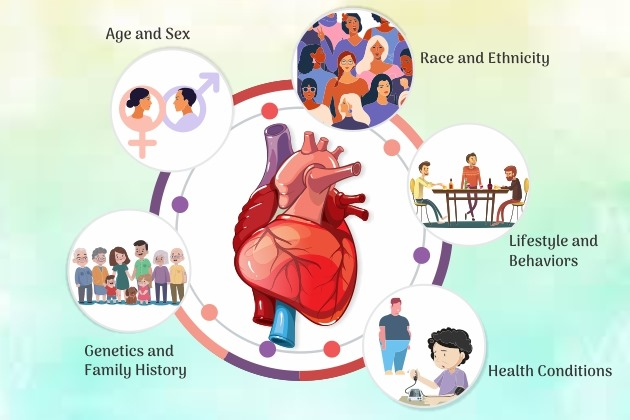 Age and Sex
Race and Ethnicity
Lifestyle and
Behaviors
Genetics and
Family History
Health Conditions